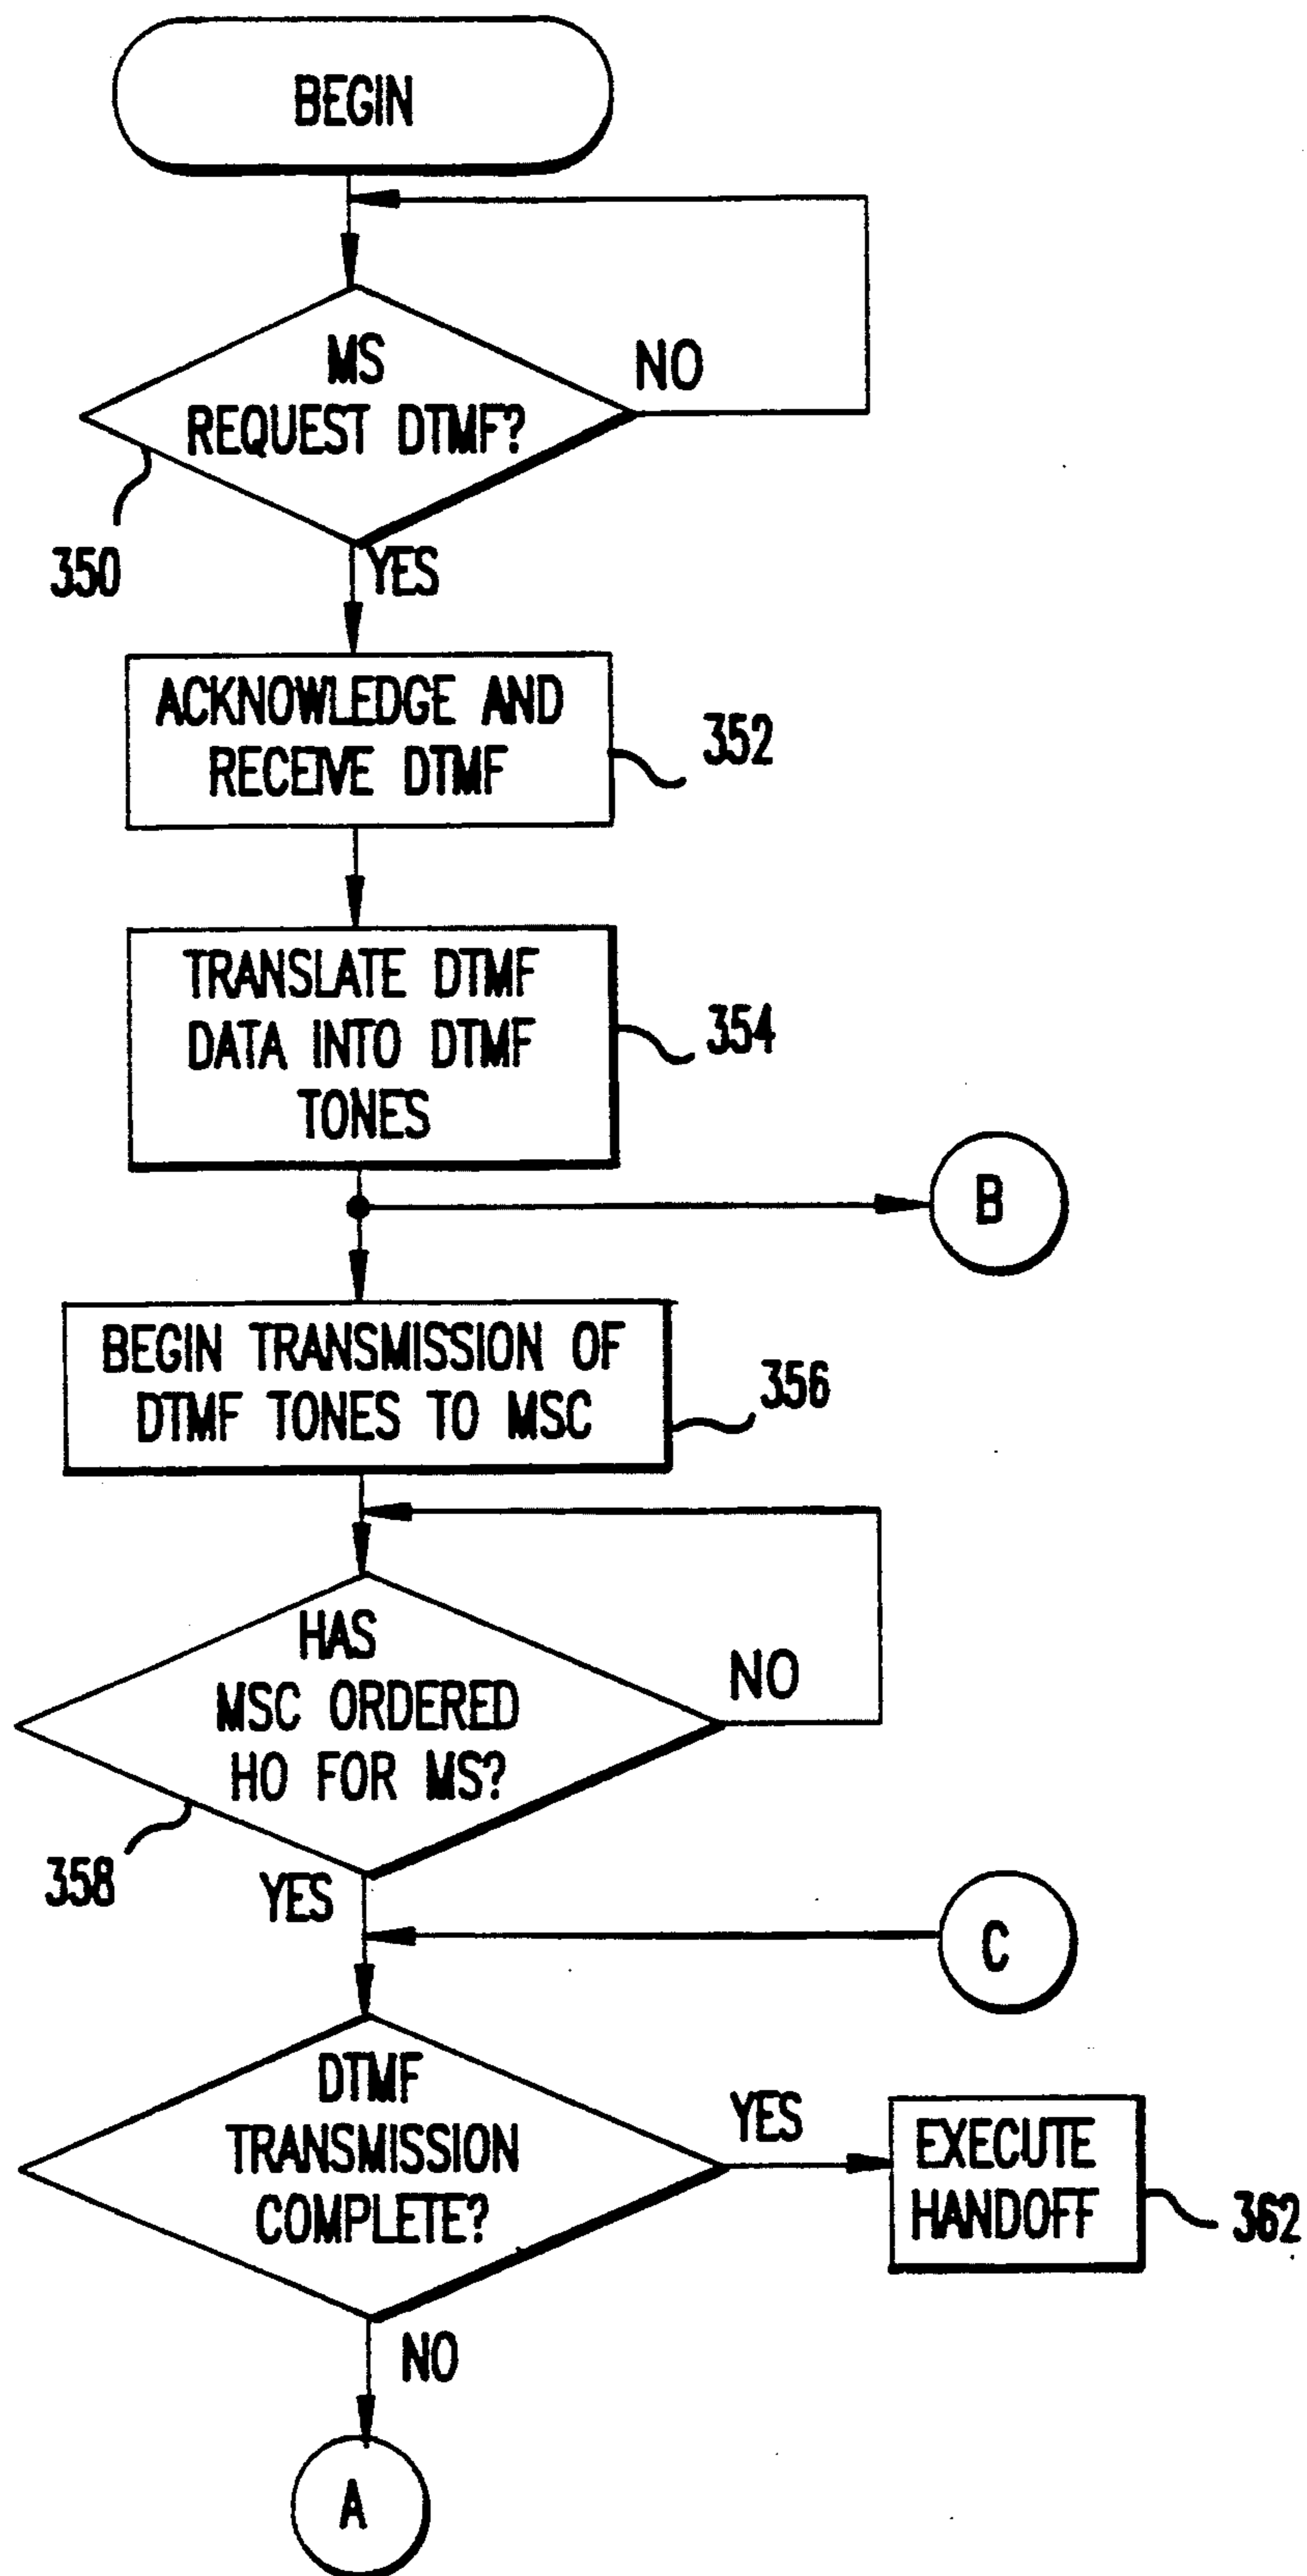 BEGIN
MS
REQUEST DTMF?
NO
350
YES
ACKNOWLEDGE AND
RECEIVE DTMF
352
TRANSLATE DTMF
DATA INTO DTMF
TONES
354
B
BEGIN TRANSMISSION OF
DTMF TONES TO MSC
356
HAS
MSC ORDERED
HO FOR MS?
NO
358
YES
C
DTMF
TRANSMISSION
COMPLETE?
YES
EXECUTE
HANDOFF
362
NO
A